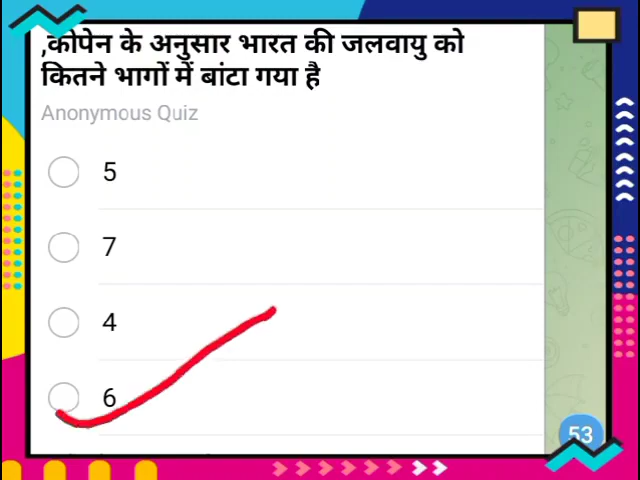 ,कोपेन के अनुसार भारत की जलवायु को
कितने भागों में बांटा गया है
Anonymous Quiz
5
7
4
6
53